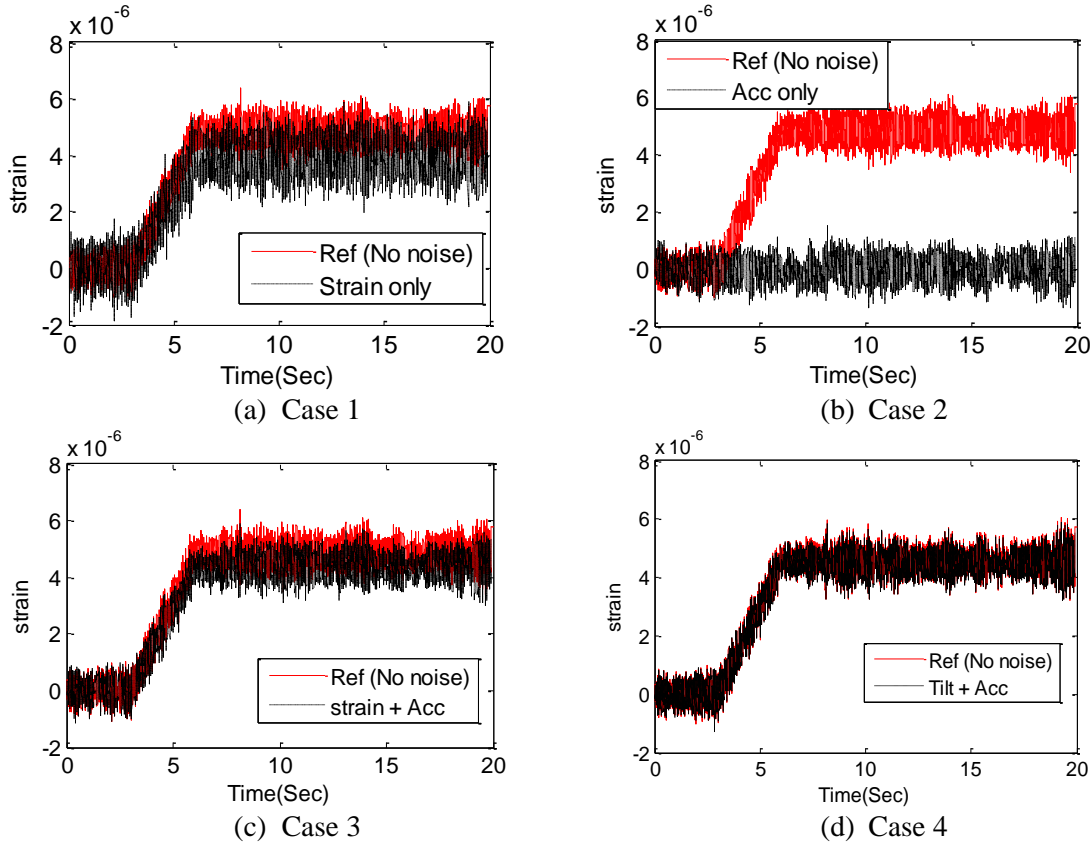 x 10^-6
8
6
4
2
0
-2
strain
Ref (No noise)
Strain only
0 5 10 15 20
Time(Sec)
(a) Case 1
x 10^-6
8
6
4
2
0
-2
strain
Ref (No noise)
Acc only
0 5 10 15 20
Time(Sec)
(b) Case 2
x 10^-6
8
6
4
2
0
-2
strain
Ref (No noise)
strain + Acc
0 5 10 15 20
Time(Sec)
(c) Case 3
x 10^-6
8
6
4
2
0
-2
strain
Ref (No noise)
Tilt + Acc
0 5 10 15 20
Time(Sec)
(d) Case 4